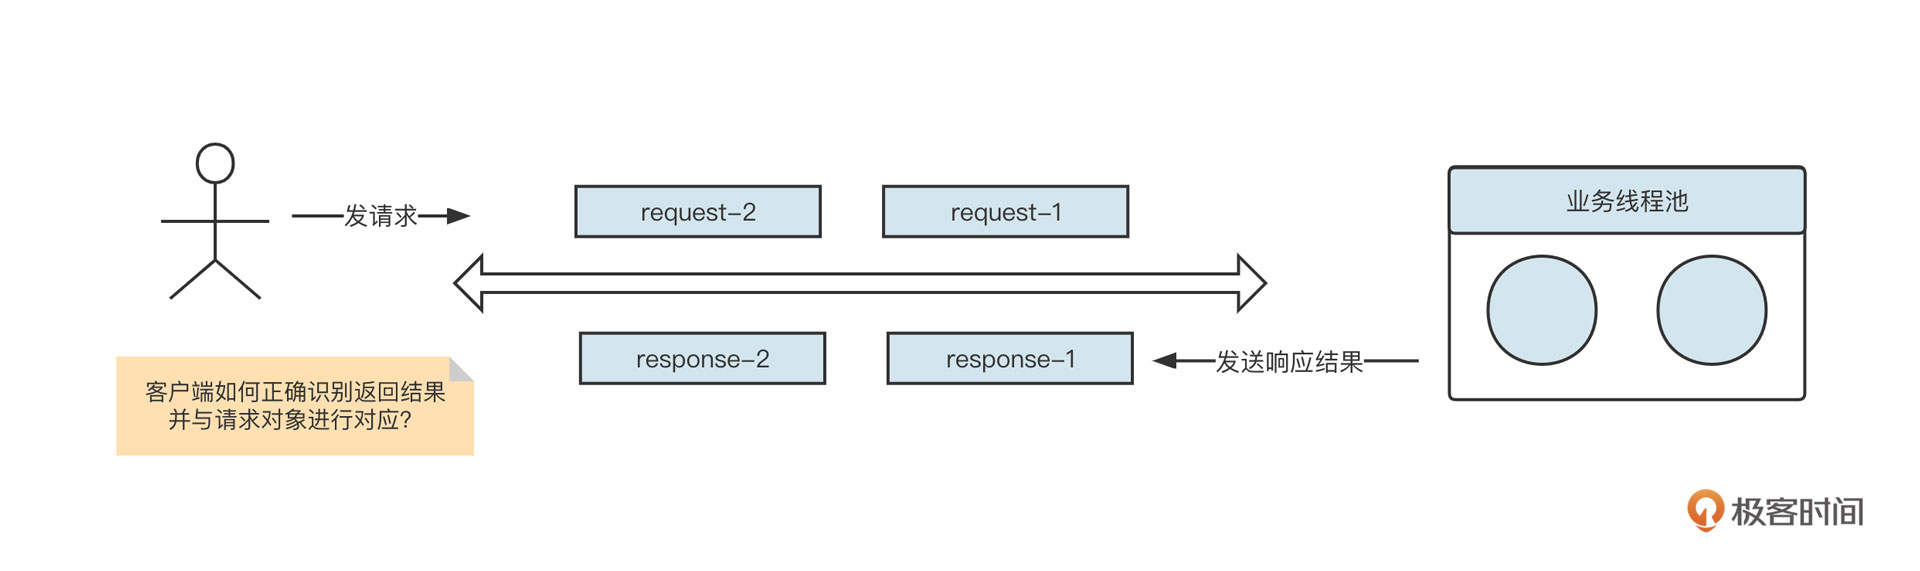 发请求
request-2
request-1
业务线程池
response-2
response-1
发送响应结果
客户端如何正确识别返回结果
并与请求对象进行对应?
极客时间